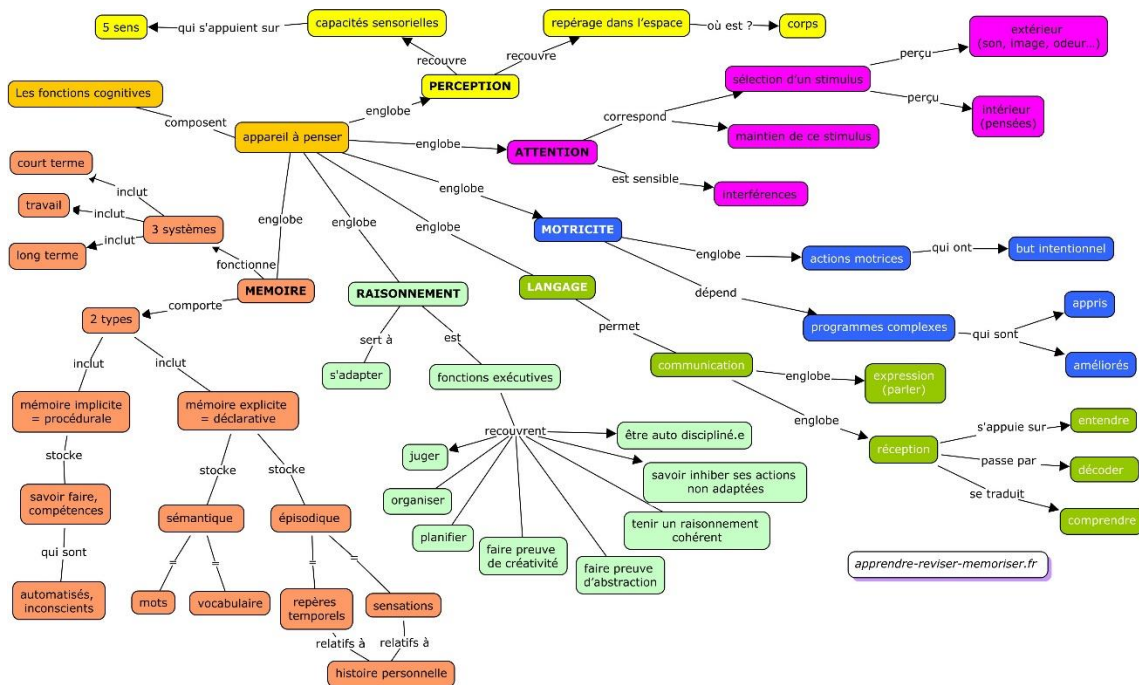 5 sens
qui s'appuient sur
capacités sensorielles
repérage dans l'espace
où est ?
corps
recouvre
recouvre
PERCEPTION
extérieur
(son, image, odeur...)
perçu
sélection d'un stimulus
perçu
intérieur
(pensées)
Les fonctions cognitives
composent
englobe
appareil à penser
englobe
ATTENTION
correspond
maintien de ce stimulus
est sensible
interférences
court terme
inclut
travail
inclut
3 systèmes
inclut
long terme
fonctionne
englobe
englobe
englobe
englobe
MOTRICITE
englobe
actions motrices
qui ont
but intentionnel
dépend
programmes complexes
qui sont
appris
améliorés
MEMOIRE
RAISONNEMENT
LANGAGE
comporte
2 types
inclut
inclut
mémoire implicite
= procédurale
mémoire explicite
= déclarative
stocke
stocke
stocke
savoir faire,
compétences
sémantique
épisodique
qui sont
=
=
=
=
automatisés,
inconscients
mots
vocabulaire
repères
temporels
sensations
relatifs à
relatifs à
histoire personnelle
sert à
est
s'adapter
fonctions exécutives
recouvrent
juger
organiser
planifier
faire preuve
de créativité
faire preuve
d'abstraction
tenir un raisonnement
cohérent
savoir inhiber ses actions
non adaptées
être auto discipliné.e
permet
communication
englobe
expression
(parler)
englobe
réception
s'appuie sur
entendre
passe par
décoder
se traduit
comprendre
apprendre-reviser-memoriser.fr